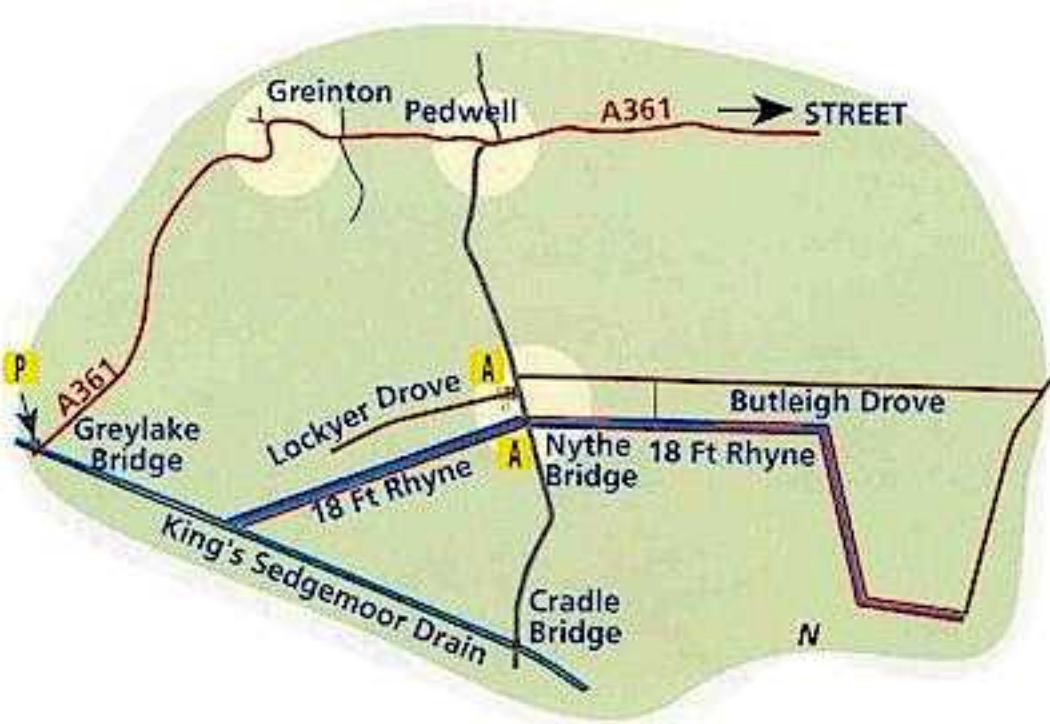 Greinton
Pedwell
A361
STREET
P
A361
Greylake
Bridge
Lockyer Drove
A
Butleigh Drove
A
Nythe
Bridge
18 Ft Rhyne
18 Ft Rhyne
King's Sedgemoor Drain
Cradle
Bridge
N